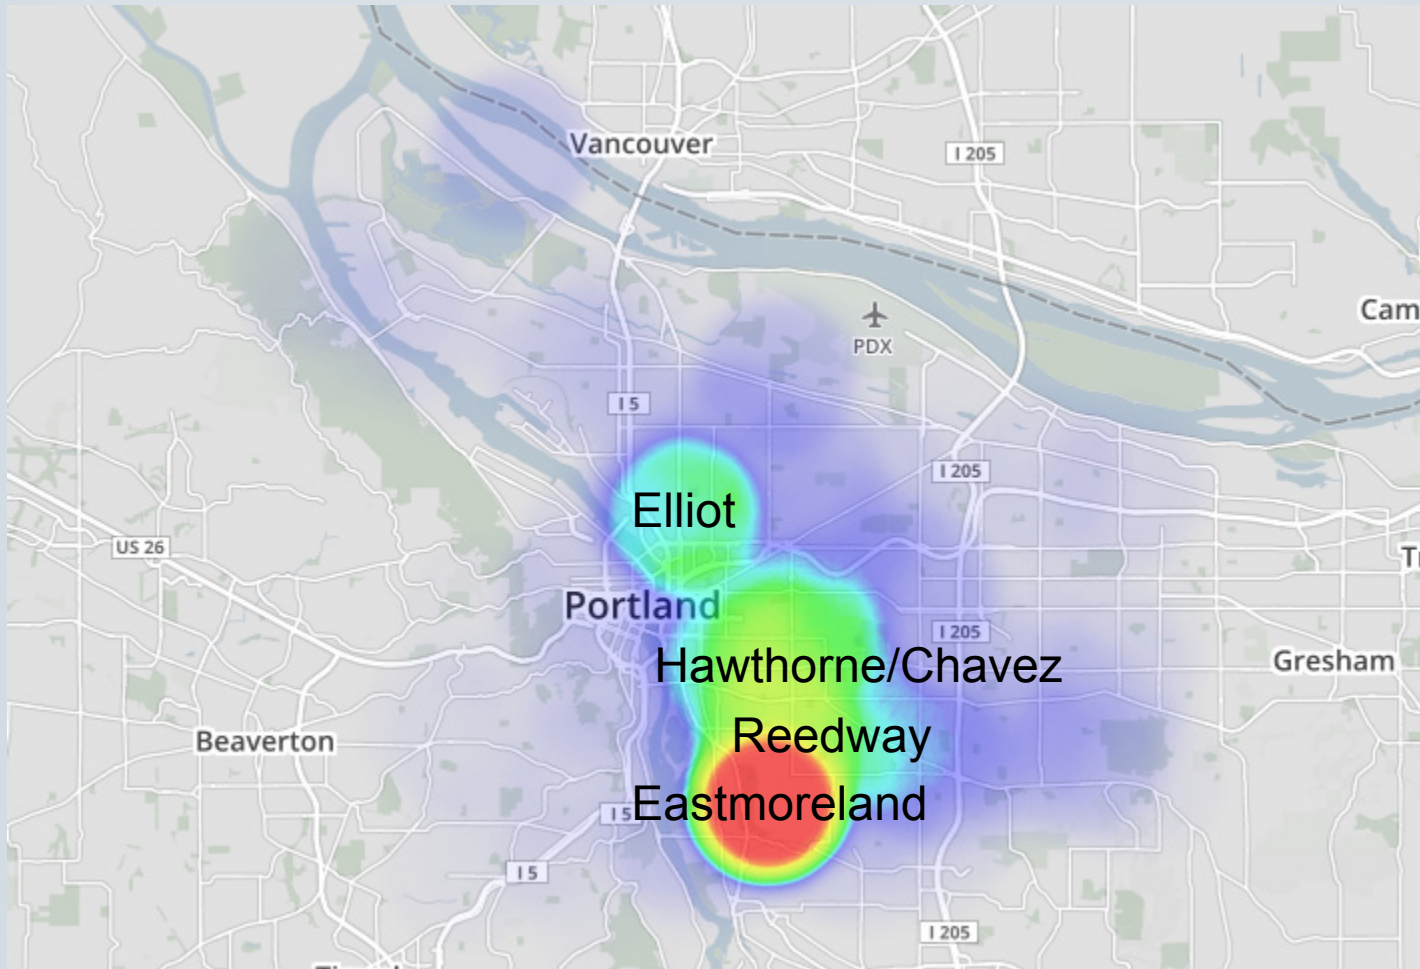 Vancouver
I 205
Cam
PDX
I 5
I 205
Elliot
US 26
Portland
I 205
Hawthorne/Chavez
Gresham
Reedway
Beaverton
Eastmoreland
I 5
I 5
I 205